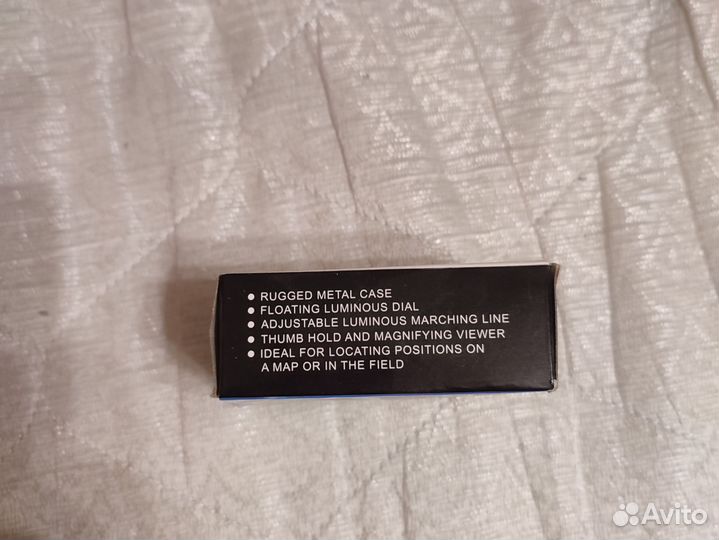 ● RUGGED METAL CASE
● FLOATING LUMINOUS DIAL
● ADJUSTABLE LUMINOUS MARCHING LINE
● THUMB HOLD AND MAGNIFYING VIEWER
● IDEAL FOR LOCATING POSITIONS ON
A MAP OR IN THE FIELD
Avito